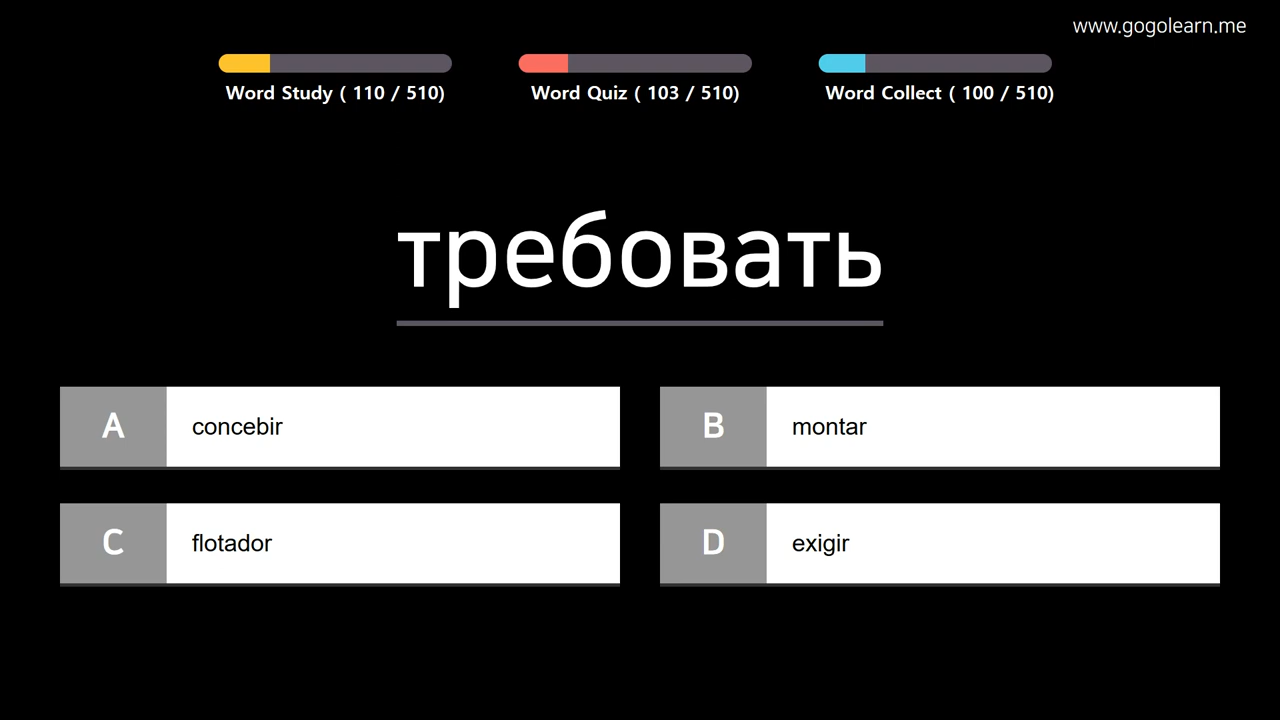 www.gogolearn.me
Word Study ( 110 / 510)
Word Quiz ( 103 / 510)
Word Collect ( 100 / 510)
требовать
A concebir
B montar
C flotador
D exigir